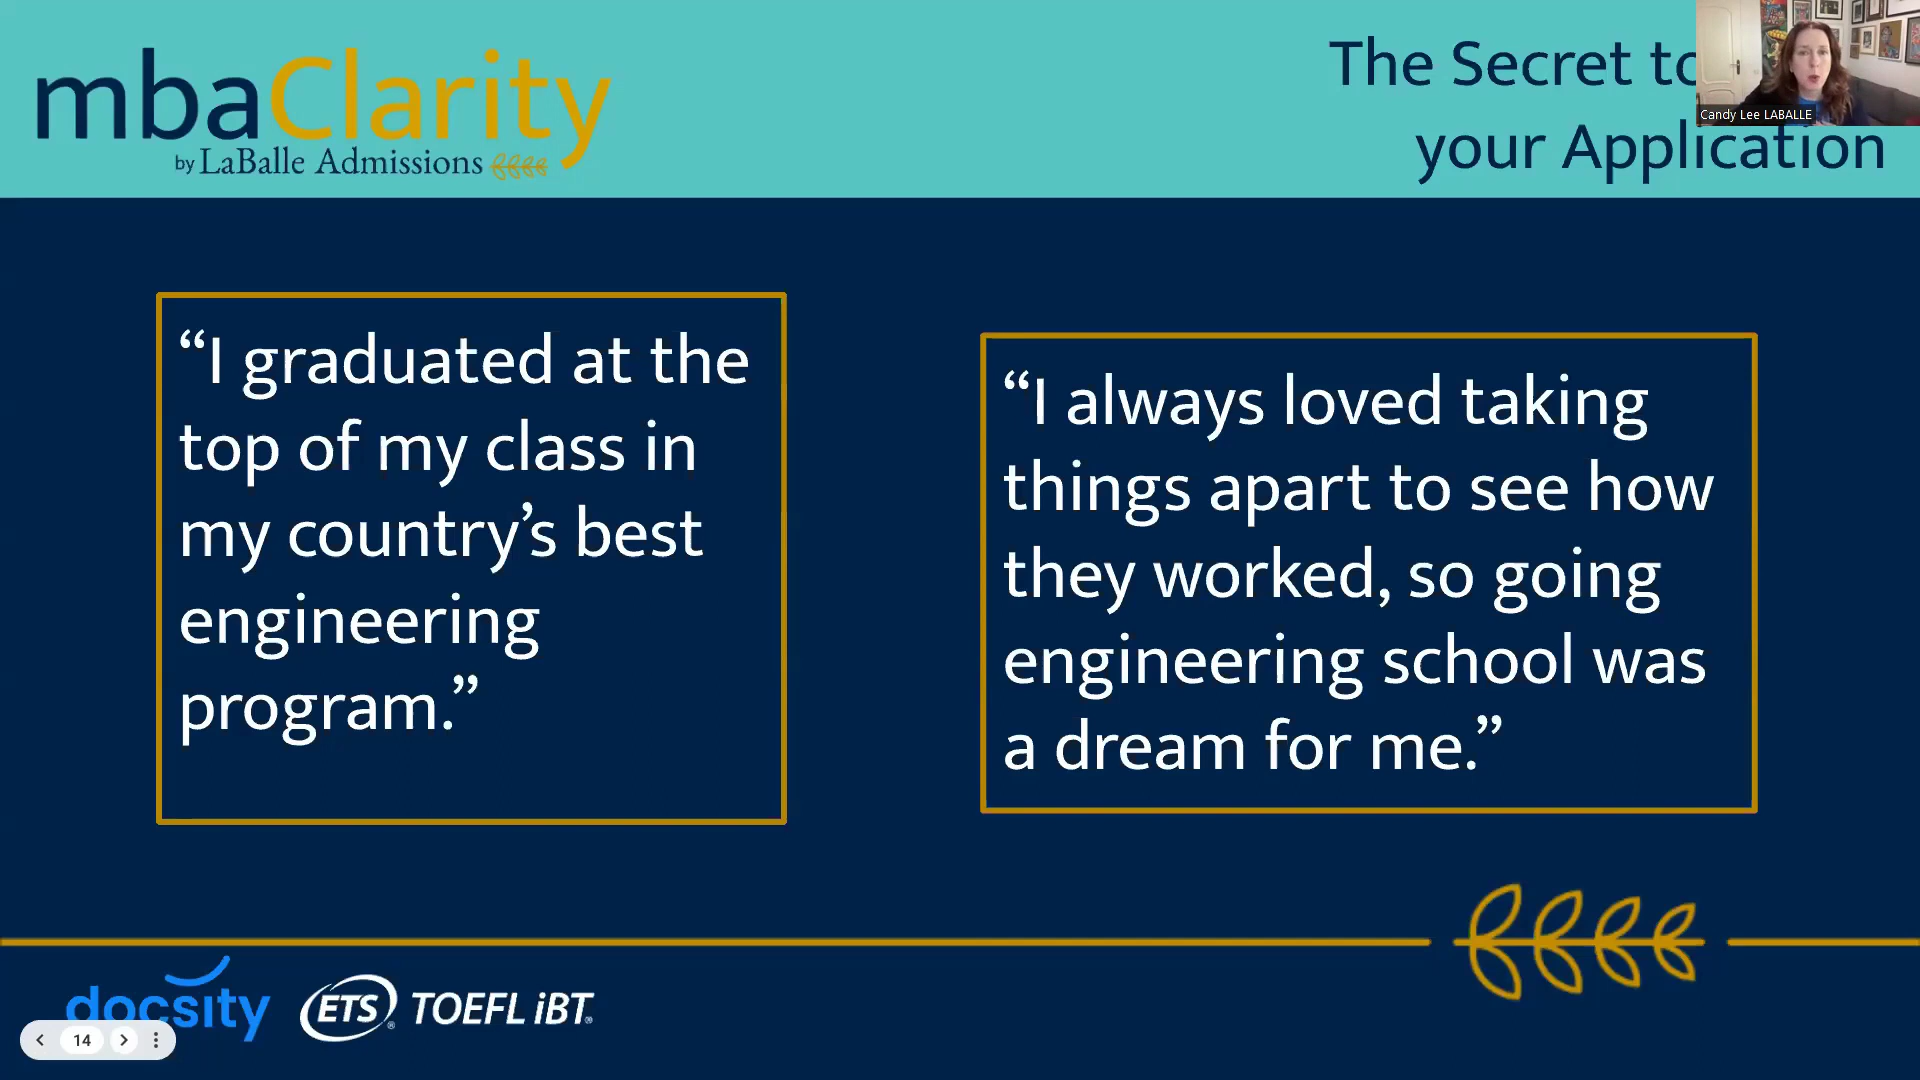 mbaClarity
by LaBalle Admissions
The Secret to
your Application
Candy Lee LABALLE
“I graduated at the
top of my class in
my country’s best
engineering
program.”
“I always loved taking
things apart to see how
they worked, so going
engineering school was
a dream for me.”
docsity
ETS® TOEFL iBT®
14